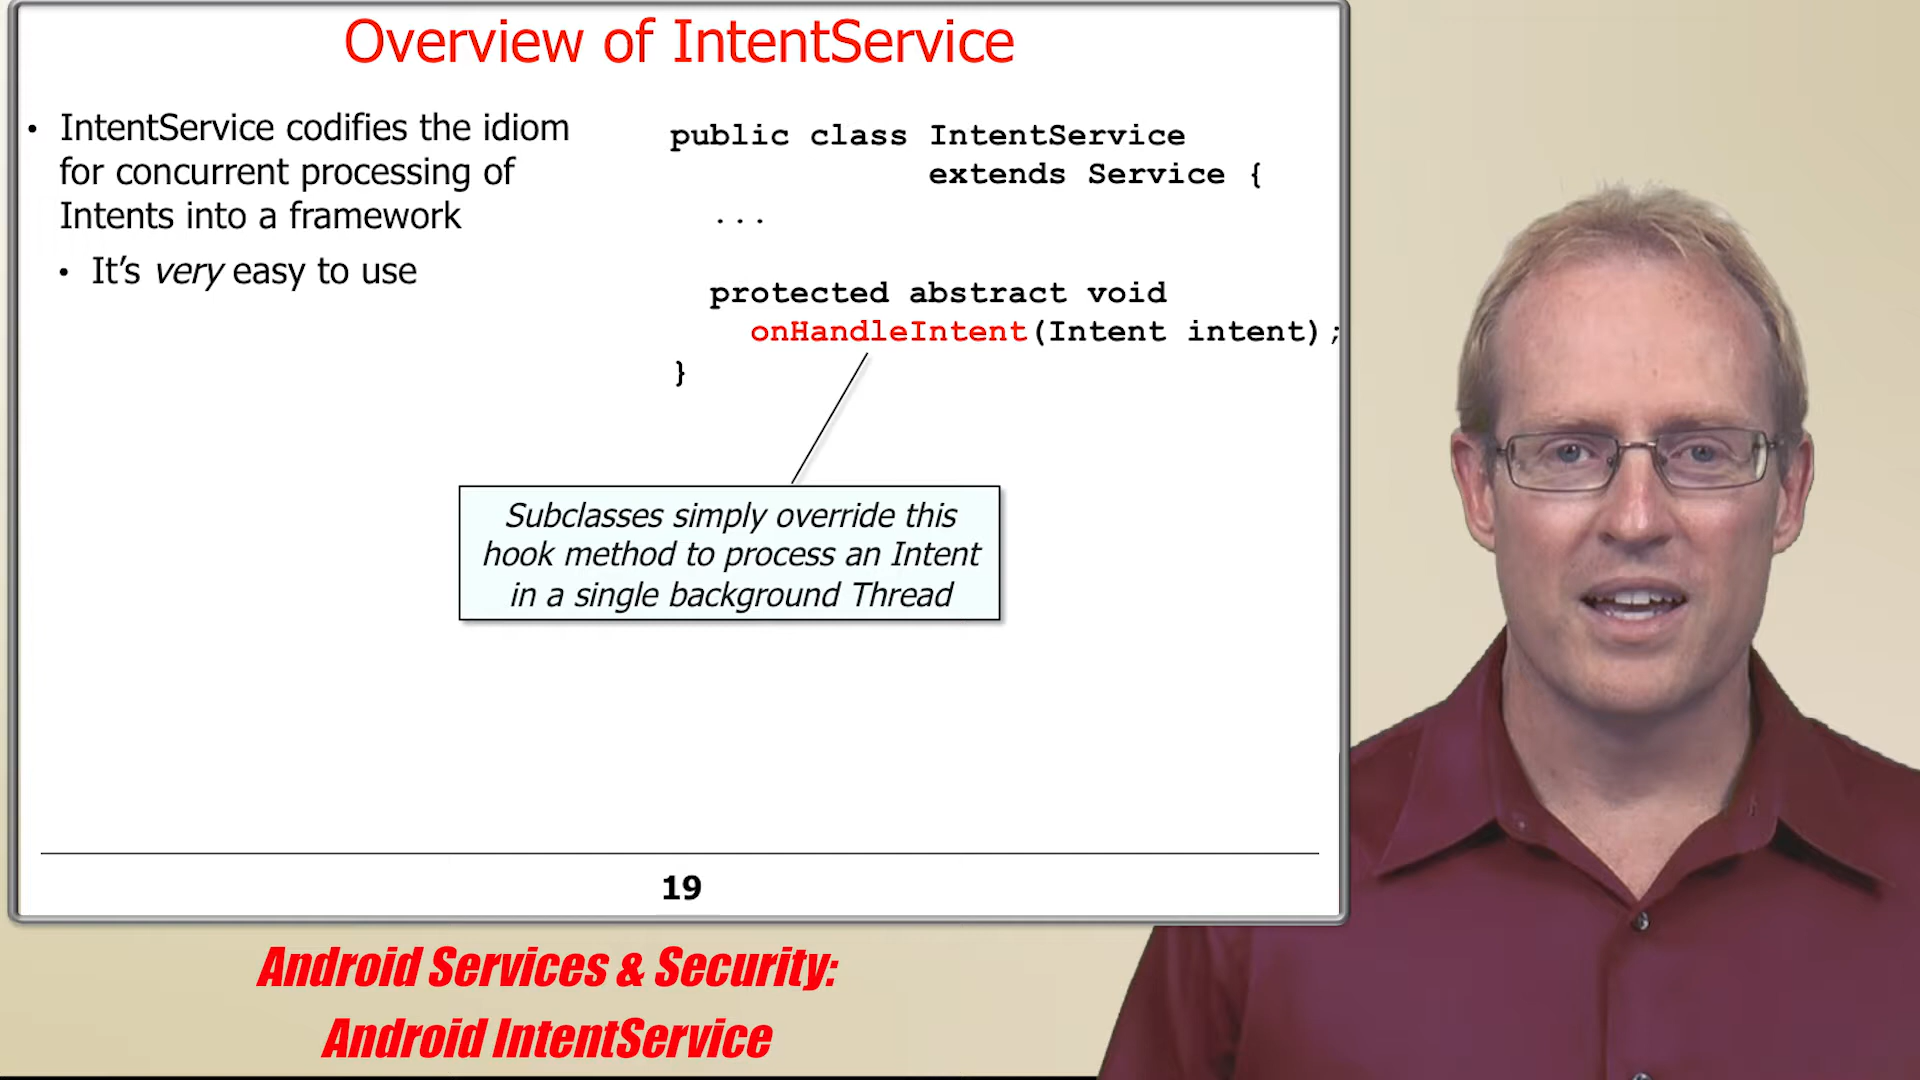 Overview of IntentService
• IntentService codifies the idiom
for concurrent processing of
Intents into a framework
• It's very easy to use
public class IntentService
extends Service {
...
protected abstract void
onHandleIntent(Intent intent);
}
Subclasses simply override this
hook method to process an Intent
in a single background Thread
19
Android Services & Security:
Android IntentService